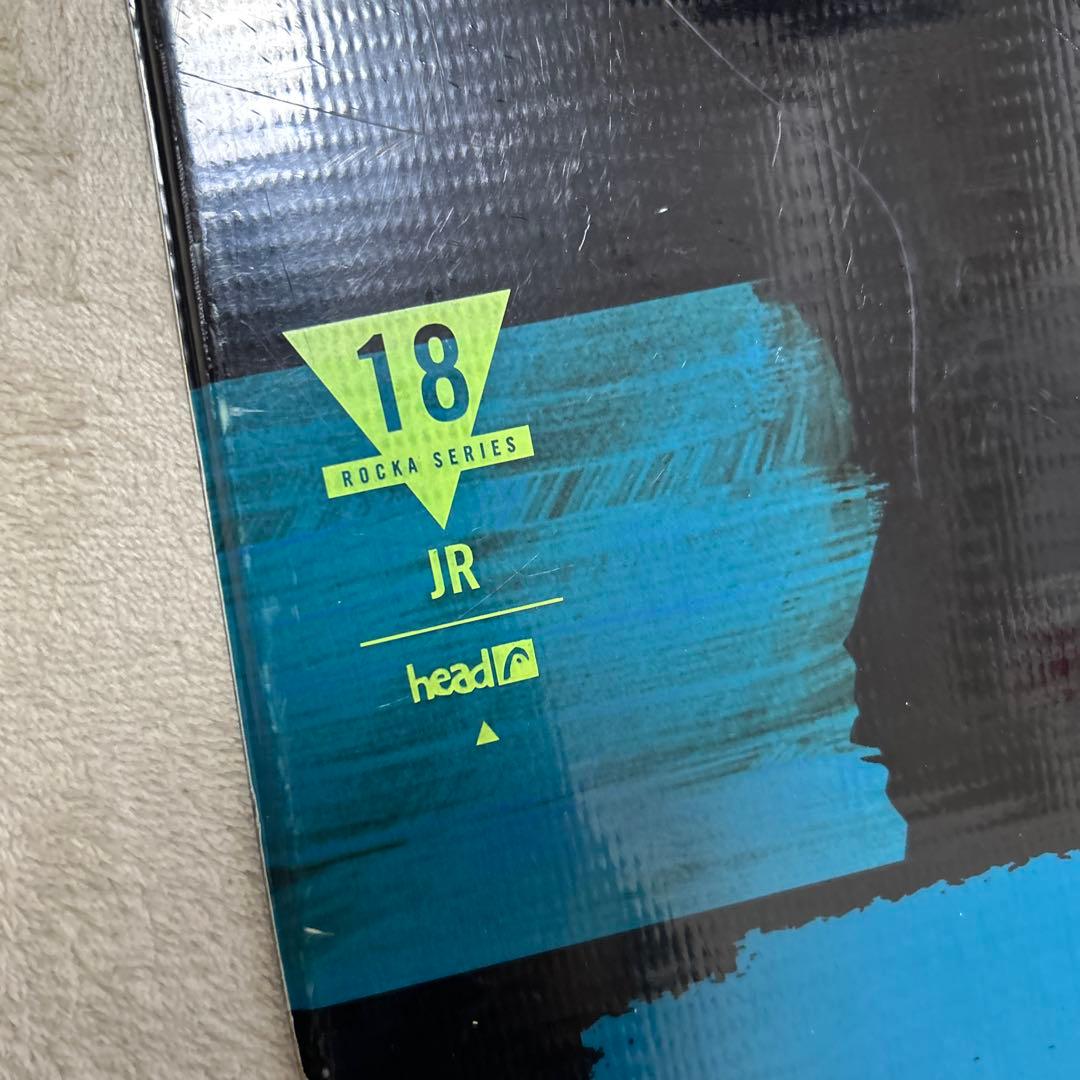 18
ROCKA SERIES
JR
head